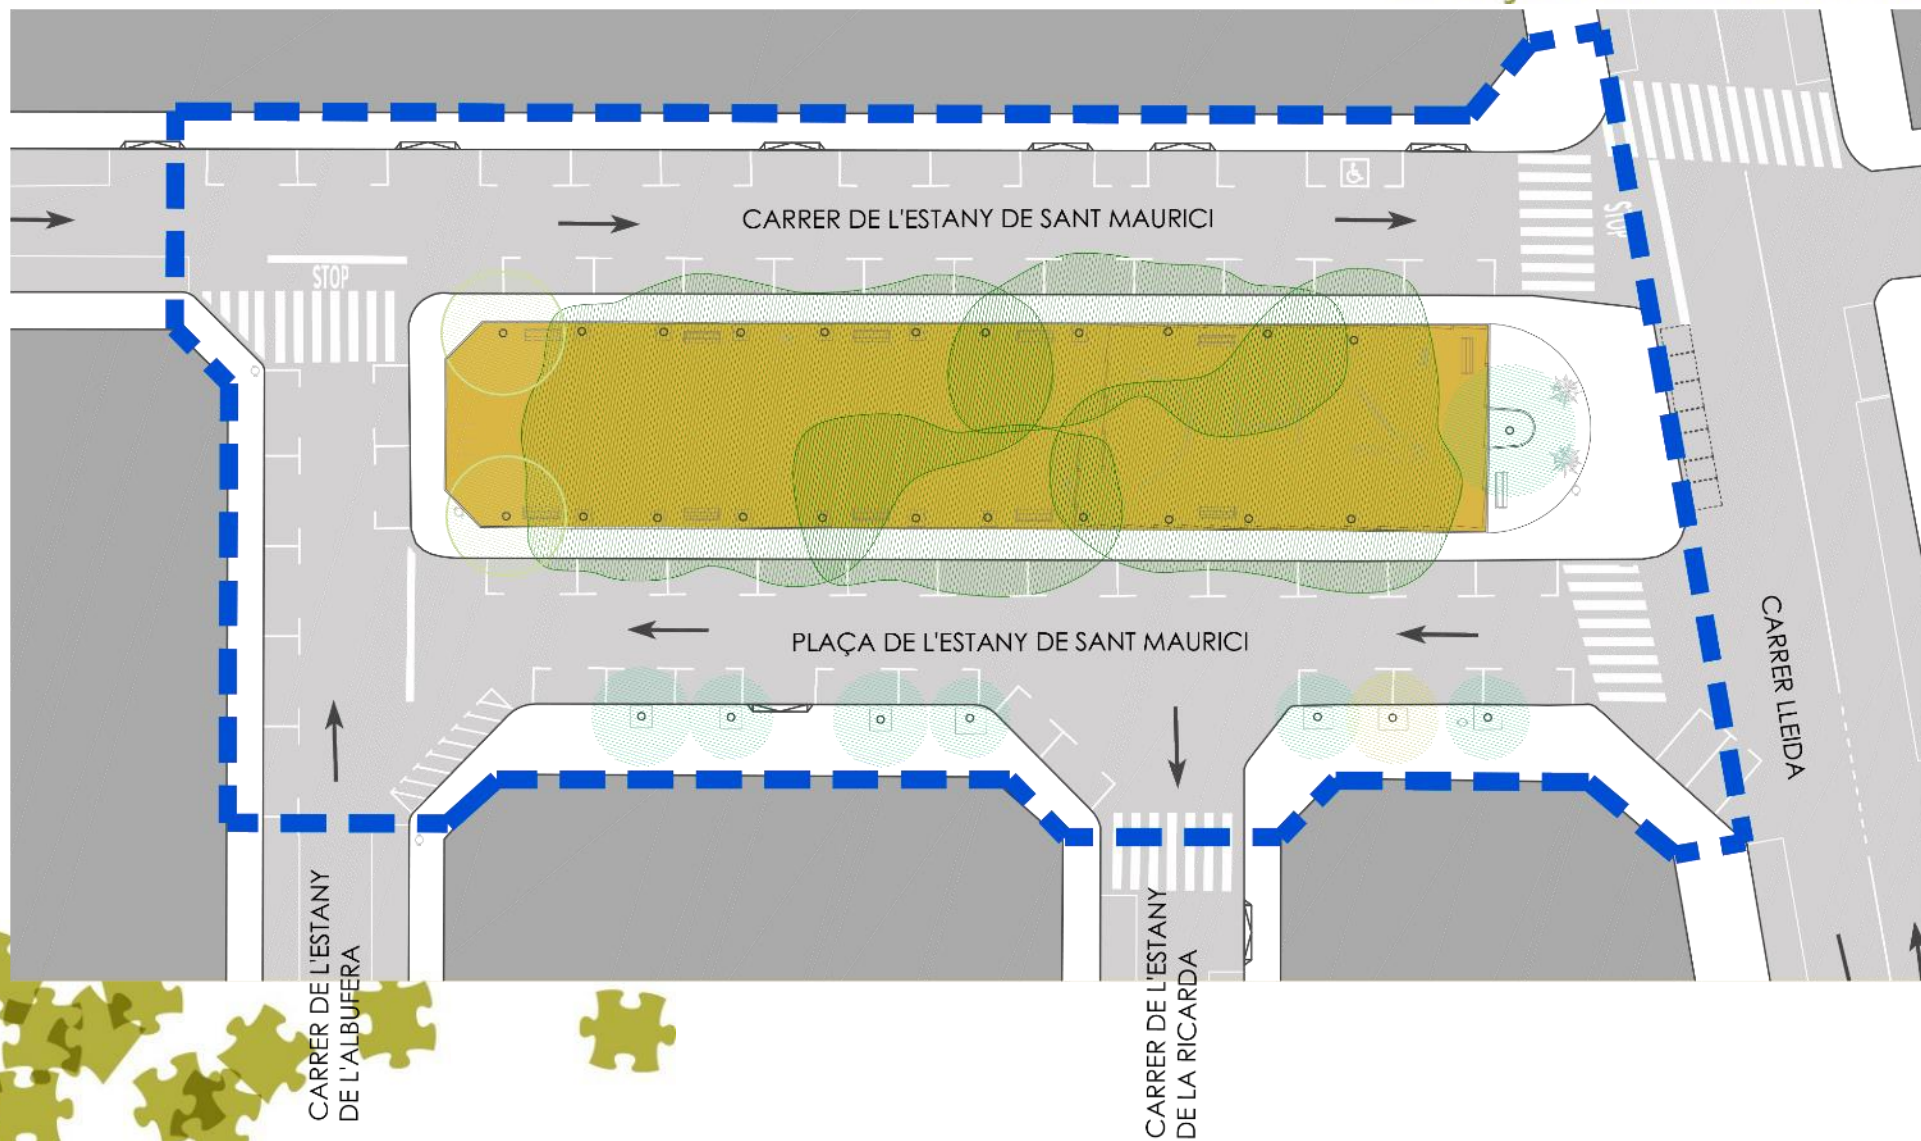 CARRER DE L'ESTANY DE SANT MAURICI
STOP
STOP
PLAÇA DE L'ESTANY DE SANT MAURICI
CARRER LLEIDA
CARRER DE L'ESTANY
DE L'ALBUFERA
CARRER DE L'ESTANY
DE LA RICARDA